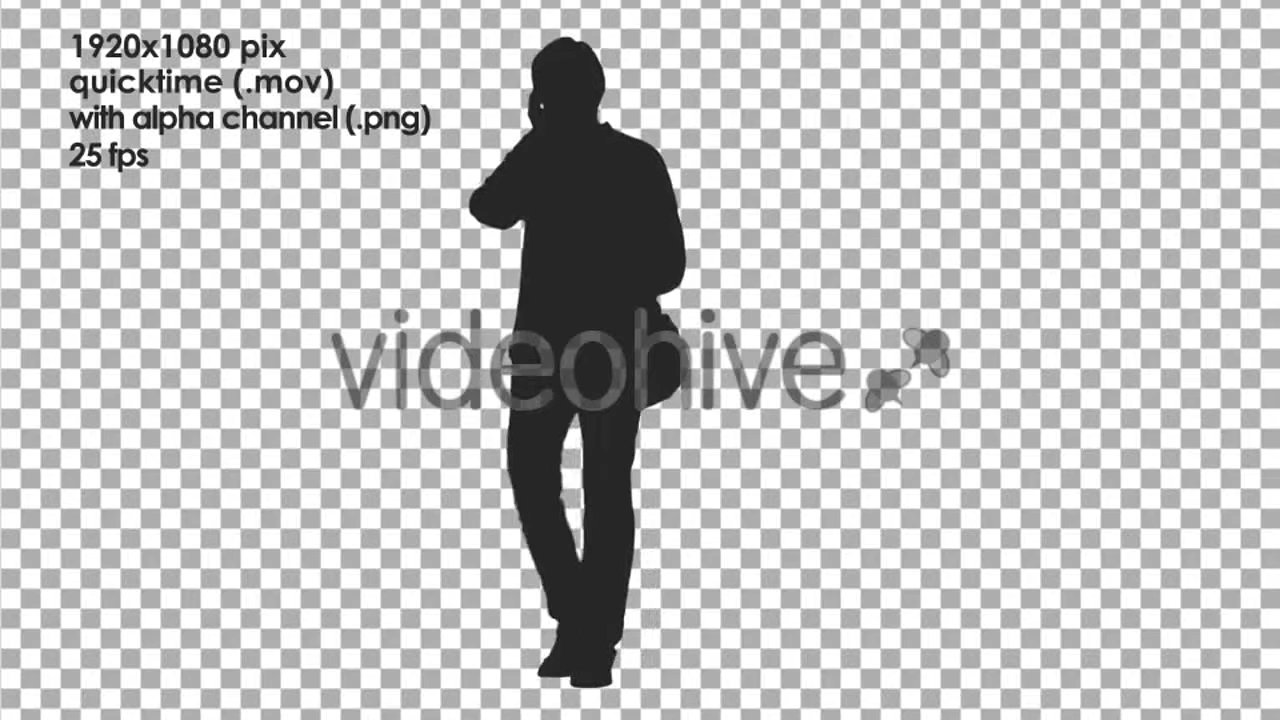 1920x1080 pix
quicktime (.mov)
with alpha channel (.png)
25 fps
videohive